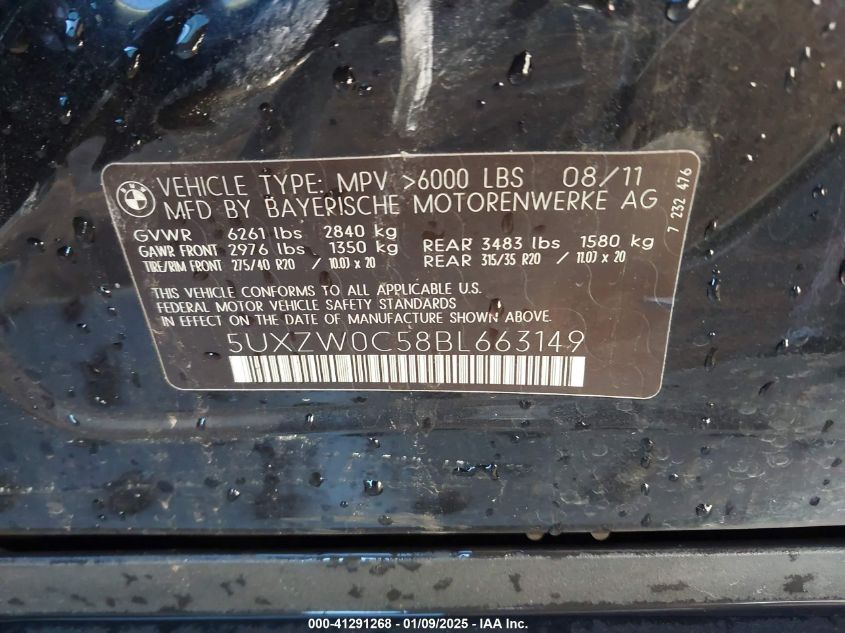 BMW
VEHICLE TYPE: MPV >6000 LBS 08/11
MFD BY BAYERISCHE MOTORENWERKE AG
GVWR 6261 lbs 2840 kg
GAWR FRONT 2976 lbs 1350 kg REAR 3483 lbs 1580 kg
TIRE/RIM FRONT 275/40 R20 / 10.0J x 20 REAR 315/35 R20 / 11.0J x 20
THIS VEHICLE CONFORMS TO ALL APPLICABLE U.S.
FEDERAL MOTOR VEHICLE SAFETY STANDARDS
IN EFFECT ON THE DATE OF MANUFACTURE SHOWN ABOVE.
5UXZW0C58BL663149
7 232 476
000-41291268 - 01/09/2025 - IAA Inc.